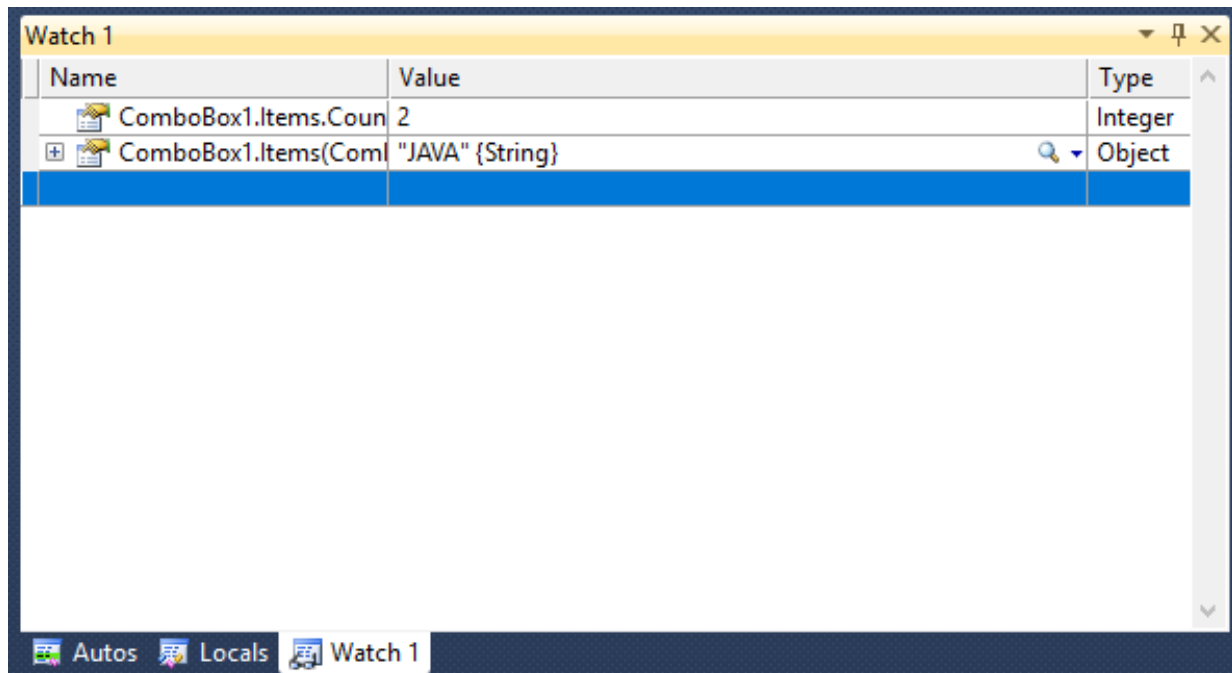 Watch 1
Name Value Type
ComboBox1.Items.Coun 2 Integer
ComboBox1.Items(Coml "JAVA" {String} Object
Autos Locals Watch 1